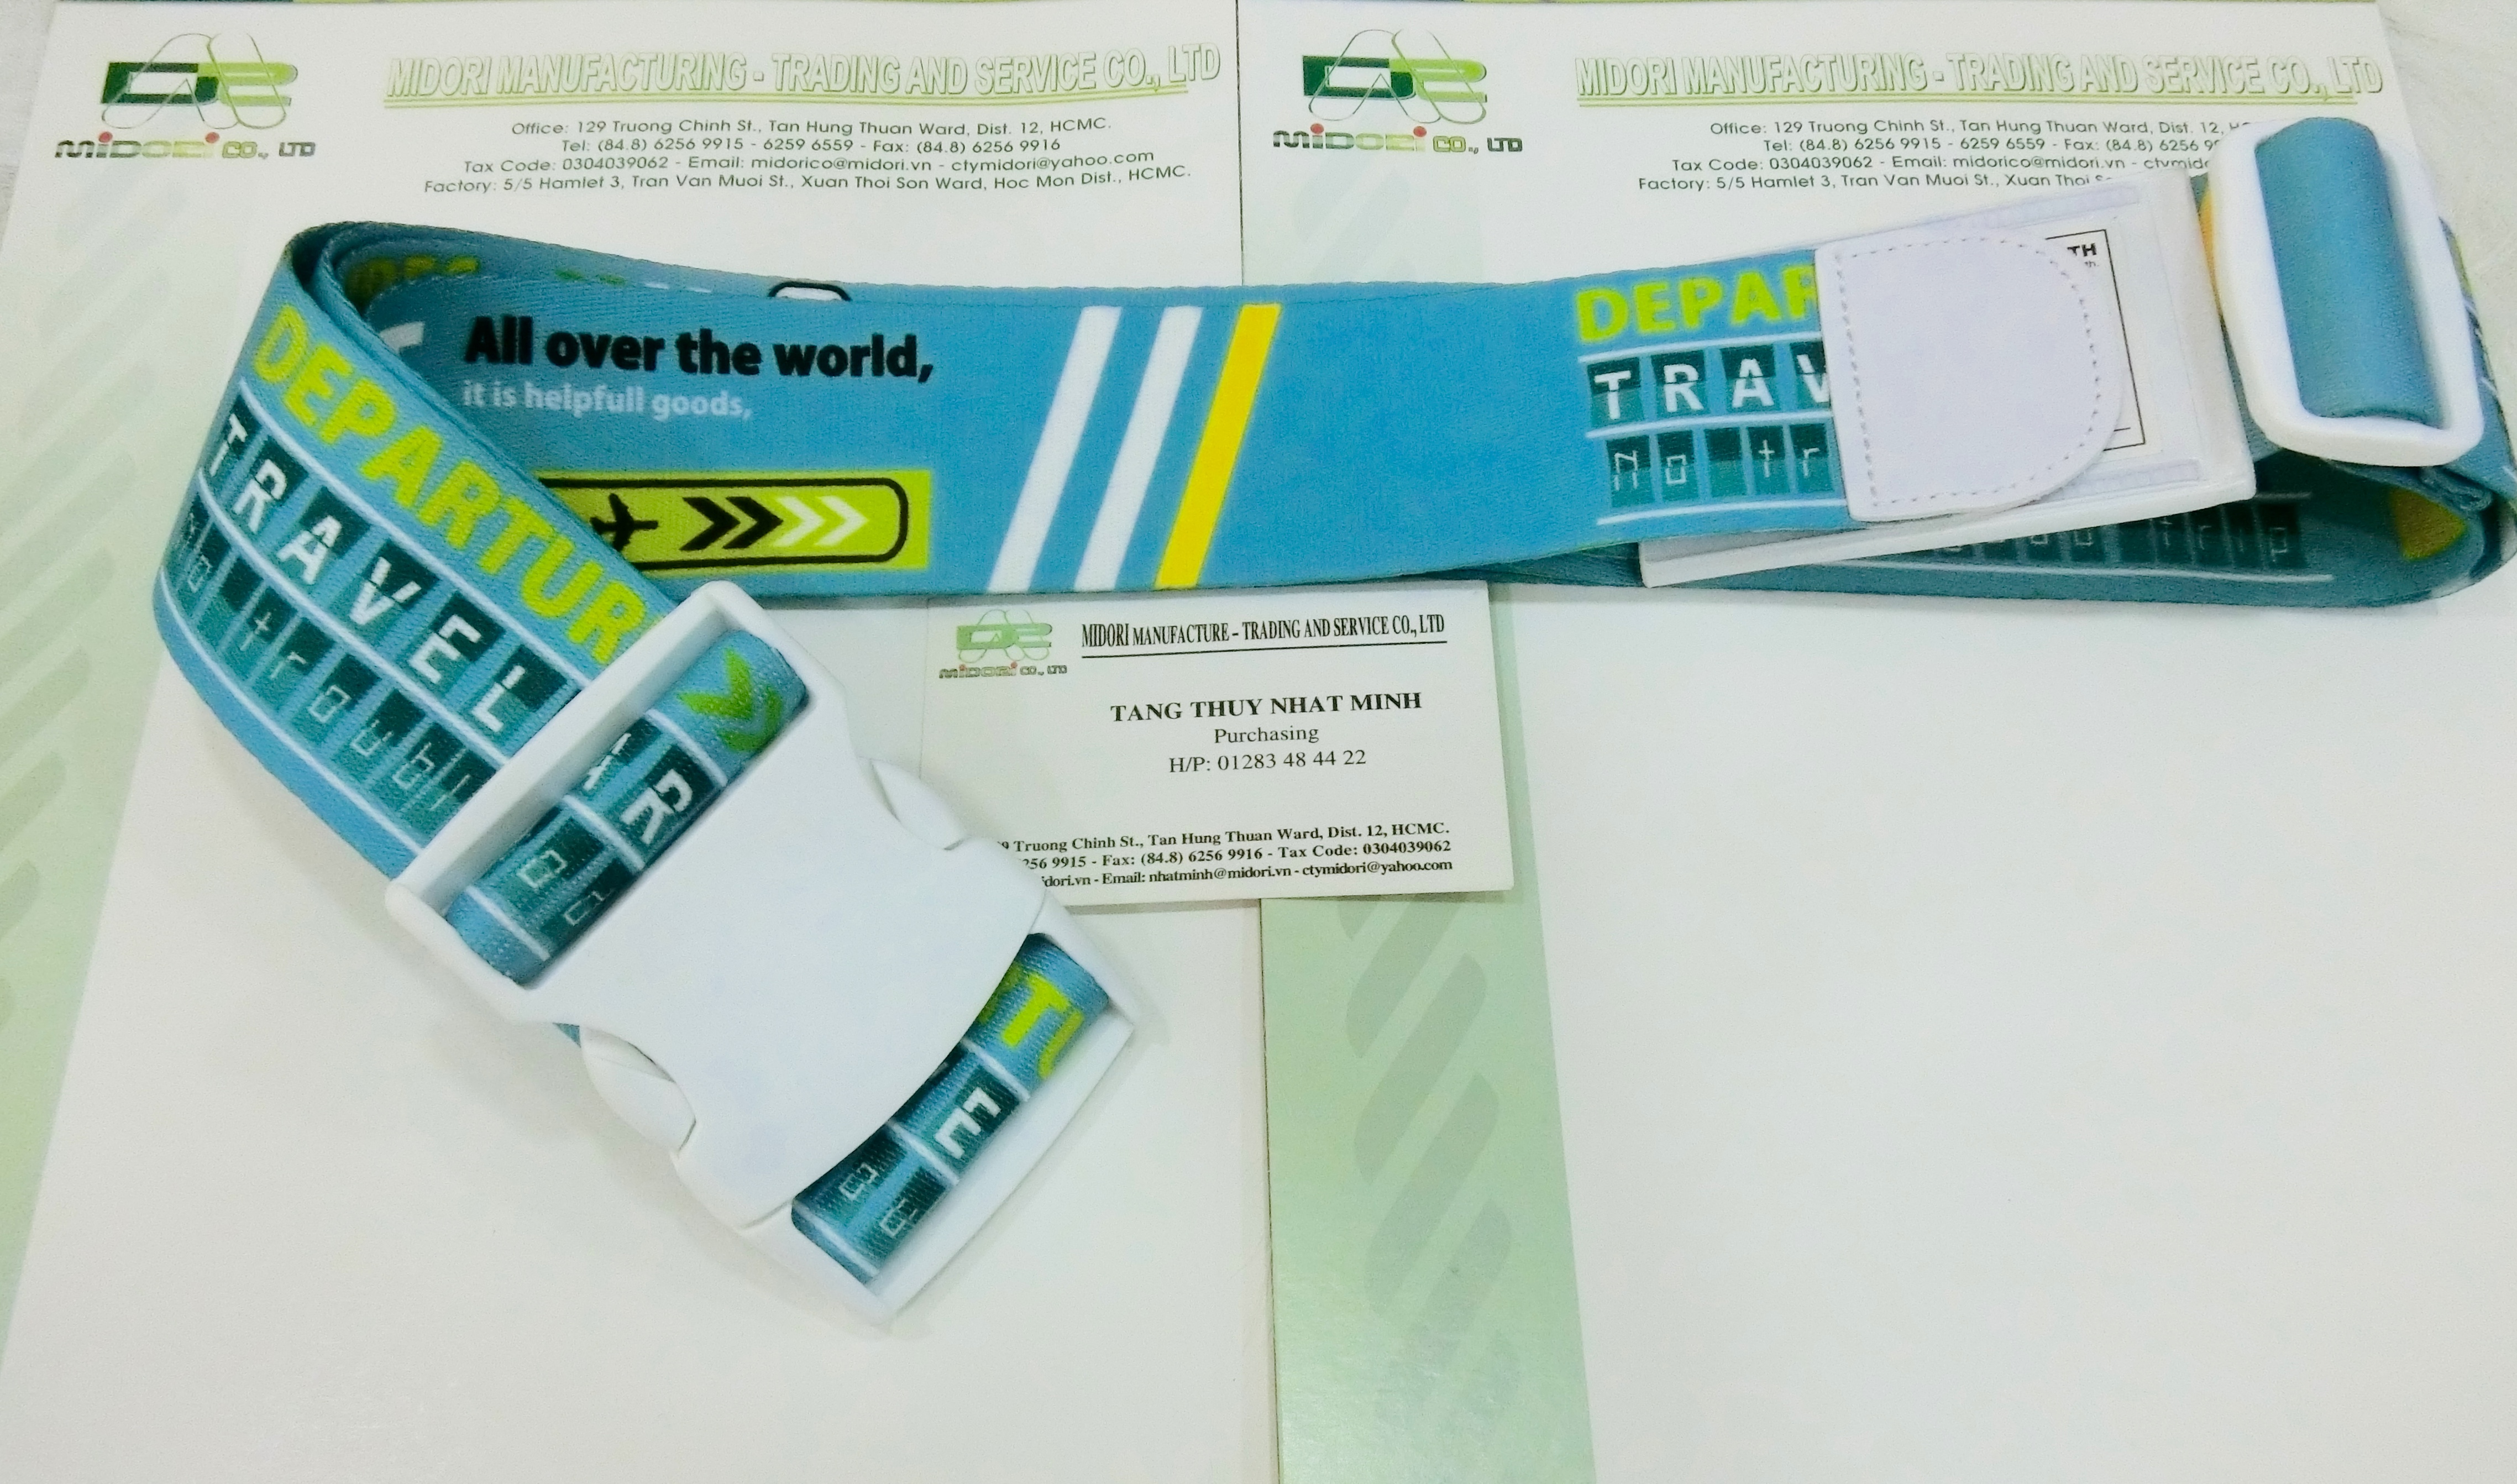 MIDORI CO., LTD
MIDORI MANUFACTURING - TRADING AND SERVICE CO., LTD
Office: 129 Truong Chinh St., Tan Hung Thuan Ward, Dist. 12, HCMC.
Tel: (84.8) 6256 9915 - 6259 6559 - Fax: (84.8) 6256 9916
Tax Code: 0304039062 - Email: midorico@midori.vn - ctymidori@yahoo.com
Factory: 5/5 Hamlet 3, Tran Van Muoi St., Xuan Thoi Son Ward, Hoc Mon Dist., HCMC.
MIDORI CO., LTD
MIDORI MANUFACTURING - TRADING AND SERVICE CO., LTD
Office: 129 Truong Chinh St., Tan Hung Thuan Ward, Dist. 12,
Tel: (84.8) 6256 9915 - 6259 6559 - Fax: (84.8) 6256
Tax Code: 0304039062 - Email: midorico@midori.vn - ctymid
Factory: 5/5 Hamlet 3, Tran Van Muoi St., Xuan Thoi
All over the world,
it is helpfull goods,
DEPAR
TRAV
No tr
TH
DEPARTUR
TRAVEL
No troubl
R
TU
E
trip
MIDORI CO., LTD
MIDORI MANUFACTURE - TRADING AND SERVICE CO., LTD
TANG THUY NHAT MINH
Purchasing
H/P: 01283 48 44 22
9 Truong Chinh St., Tan Hung Thuan Ward, Dist. 12, HCMC.
256 9915 - Fax: (84.8) 6256 9916 - Tax Code: 0304039062
idori.vn - Email: nhatminh@midori.vn - ctymidori@yahoo.com